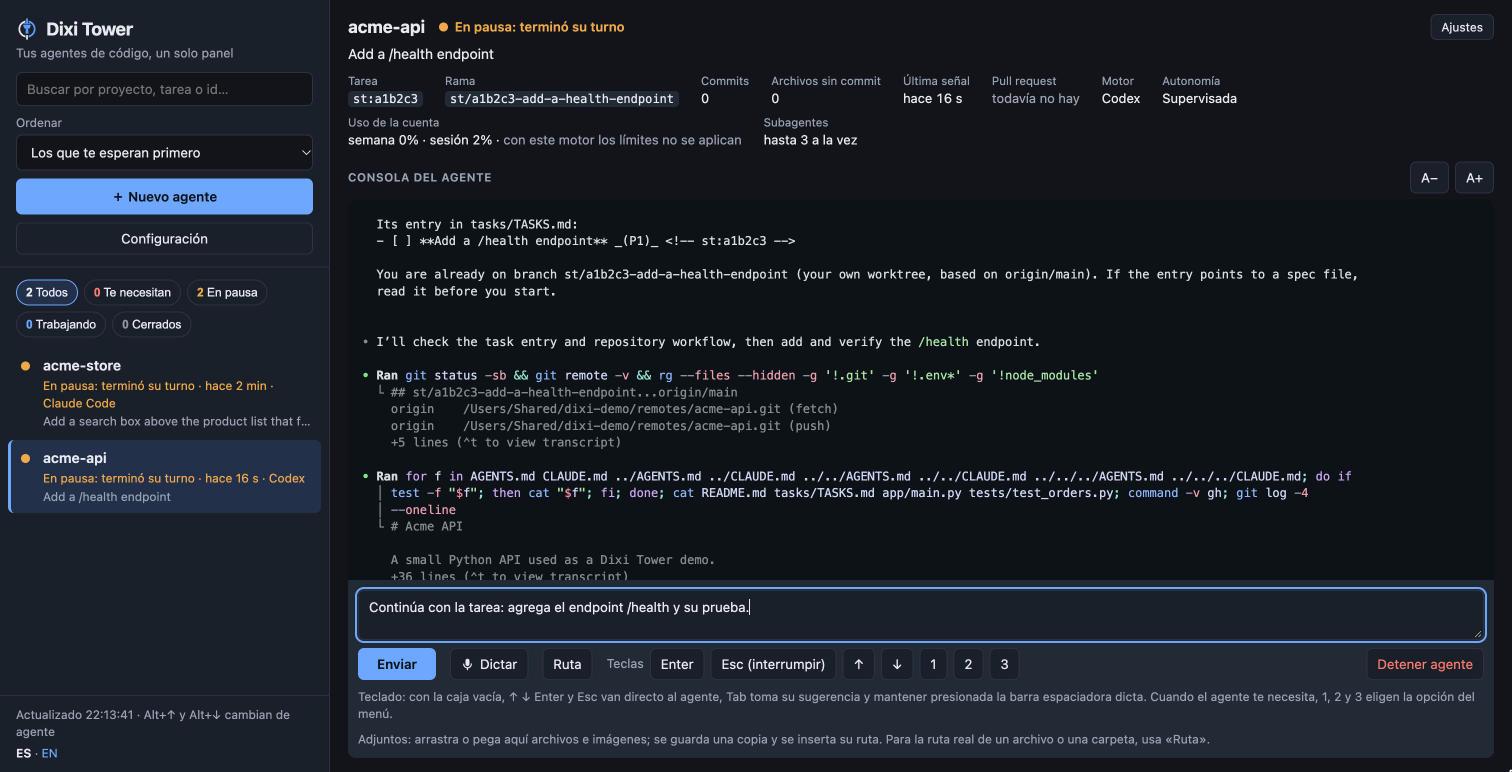 Dixi Tower
Tus agentes de código, un solo panel
Buscar por proyecto, tarea o id...
Ordenar
Los que te esperan primero
+ Nuevo agente
Configuración
2 Todos
0 Te necesitan
2 En pausa
0 Trabajando
0 Cerrados
acme-store
En pausa: terminó su turno · hace 2 min ·
Claude Code
Add a search box above the product list that f...
acme-api
En pausa: terminó su turno · hace 16 s · Codex
Add a /health endpoint
Actualizado 22:13:41 · Alt+↑ y Alt+↓ cambian de
agente
ES · EN
acme-api
En pausa: terminó su turno
Ajustes
Add a /health endpoint
Tarea
st:a1b2c3
Rama
st/a1b2c3-add-a-health-endpoint
Commits
0
Archivos sin commit
0
Última señal
hace 16 s
Pull request
todavía no hay
Motor
Codex
Autonomía
Supervisada
Uso de la cuenta
semana 0% · sesión 2% · con este motor los límites no se aplican
Subagentes
hasta 3 a la vez
CONSOLA DEL AGENTE
A−
A+
Its entry in tasks/TASKS.md:
- [ ] **Add a /health endpoint** _(P1)_ <!-- st:a1b2c3 -->
You are already on branch st/a1b2c3-add-a-health-endpoint (your own worktree, based on origin/main). If the entry points to a spec file,
read it before you start.
• I’ll check the task entry and repository workflow, then add and verify the /health endpoint.
• Ran git status -sb && git remote -v && rg --files --hidden -g '!.git' -g '!.env*' -g '!node_modules'
└ ## st/a1b2c3-add-a-health-endpoint...origin/main
origin    /Users/Shared/dixi-demo/remotes/acme-api.git (fetch)
origin    /Users/Shared/dixi-demo/remotes/acme-api.git (push)
+5 lines (^t to view transcript)
• Ran for f in AGENTS.md CLAUDE.md ../AGENTS.md ../CLAUDE.md ../../AGENTS.md ../../CLAUDE.md ../../../AGENTS.md ../../../CLAUDE.md; do if
│ test -f "$f"; then cat "$f"; fi; done; cat README.md tasks/TASKS.md app/main.py tests/test_orders.py; command -v gh; git log -4
│ --oneline
└ # Acme API
A small Python API used as a Dixi Tower demo.
+36 lines (^t to view transcript)
Continúa con la tarea: agrega el endpoint /health y su prueba.
Enviar
Dictar
Ruta
Teclas
Enter
Esc (interrumpir)
↑
↓
1
2
3
Detener agente
Teclado: con la caja vacía, ↑ ↓ Enter y Esc van directo al agente, Tab toma su sugerencia y mantener presionada la barra espaciadora dicta. Cuando el agente te necesita, 1, 2 y 3 eligen la opción del
menú.
Adjuntos: arrastra o pega aquí archivos e imágenes; se guarda una copia y se inserta su ruta. Para la ruta real de un archivo o una carpeta, usa «Ruta».